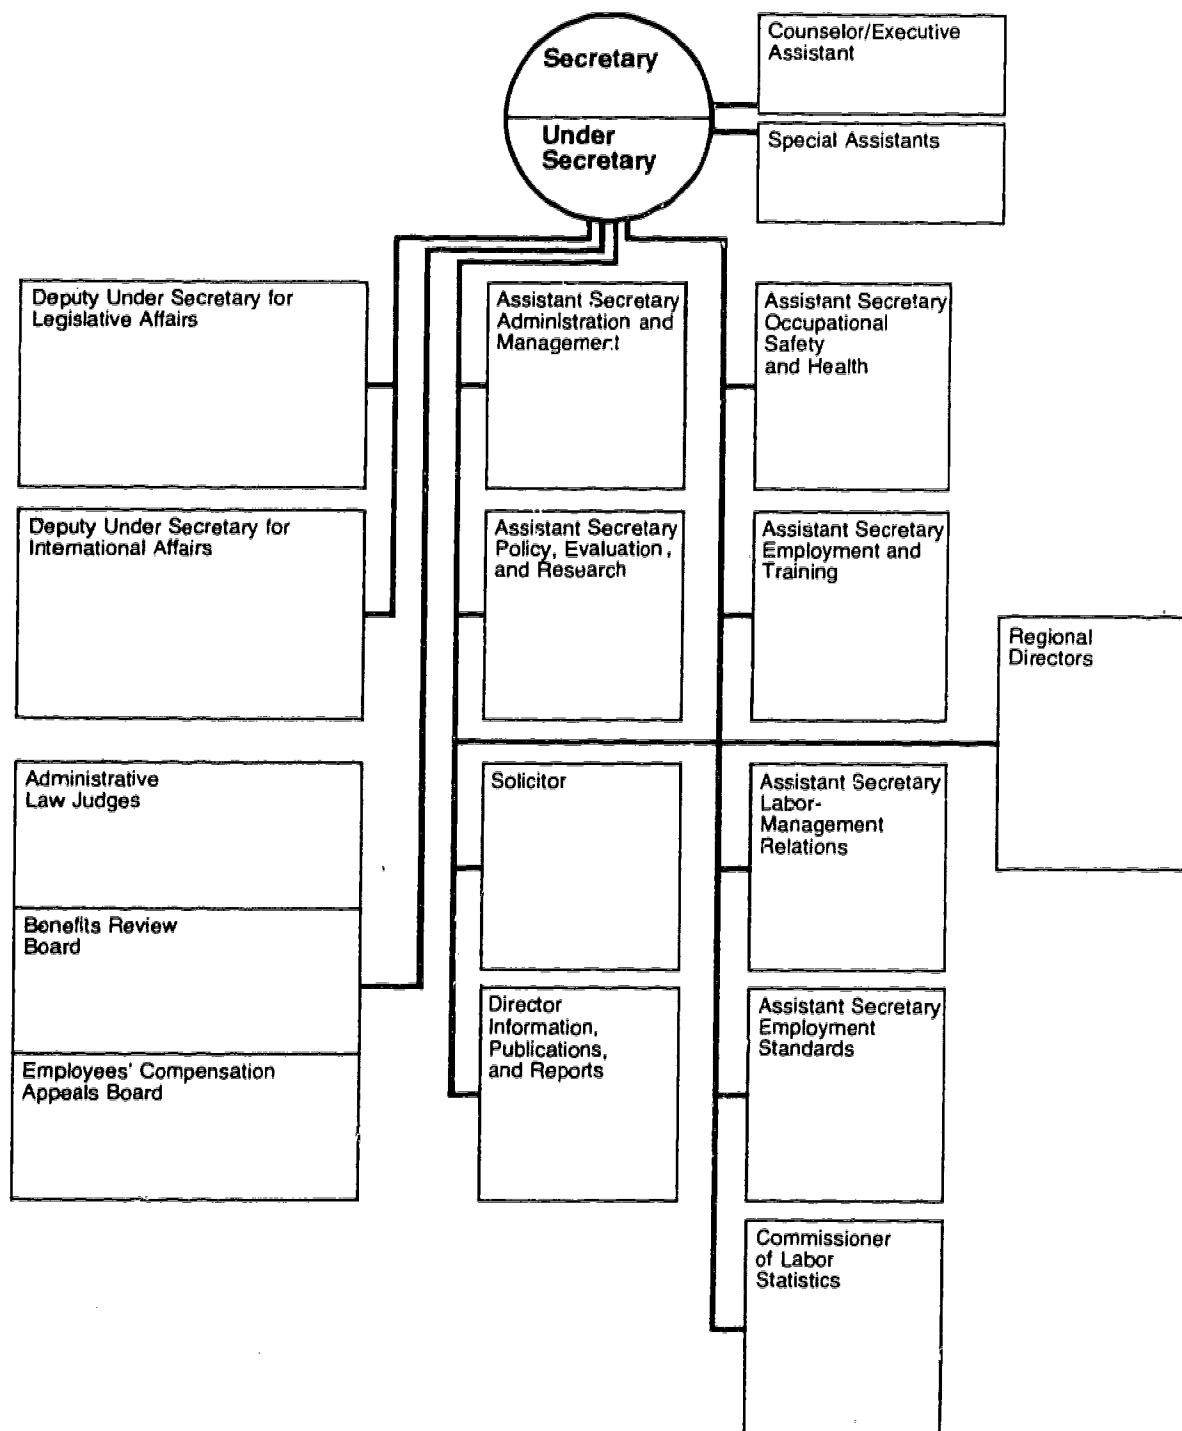 Secretary
Under
Secretary
Counselor/Executive
Assistant
Special Assistants
Deputy Under Secretary for
Legislative Affairs
Deputy Under Secretary for
International Affairs
Administrative
Law Judges
Benefits Review
Board
Employees' Compensation
Appeals Board
Assistant Secretary
Administration and
Management
Assistant Secretary
Policy, Evaluation,
and Research
Solicitor
Director
Information,
Publications,
and Reports
Assistant Secretary
Occupational
Safety
and Health
Assistant Secretary
Employment and
Training
Assistant Secretary
Labor-
Management
Relations
Assistant Secretary
Employment
Standards
Commissioner
of Labor
Statistics
Regional
Directors